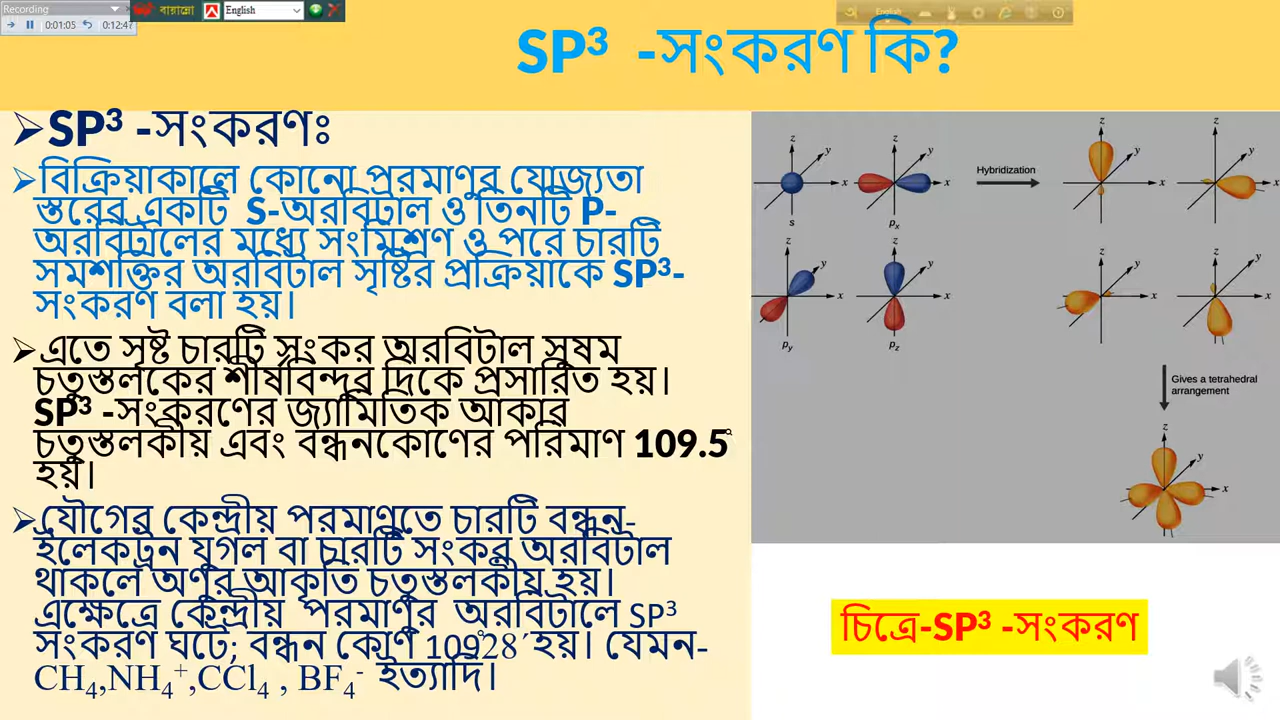 Recording
0:01:05 0:12:47
বায়ান্নো English
English
SP³ -সংকরণ কি?
➢SP³ -সংকরণঃ
➢বিক্রিয়াকালে কোনো পরমাণুর যোজ্যতা
স্তরের একটি S-অরবিটাল ও তিনটি P-
অরবিটালের মধ্যে সংমিশ্রণ ও পরে চারটি
সমশক্তির অরবিটাল সৃষ্টির প্রক্রিয়াকে SP³-
সংকরণ বলা হয়।
➢এতে সৃষ্ট চারটি সংকর অরবিটাল সুষম
চতুস্তলকের শীর্ষবিন্দুর দিকে প্রসারিত হয়।
SP³ -সংকরণের জ্যামিতিক আকার
চতুস্তলকীয় এবং বন্ধনকোণের পরিমাণ 109.5°
হয়।
➢যৌগের কেন্দ্রীয় পরমাণুতে চারটি বন্ধন-
ইলেকট্রন যুগল বা চারটি সংকর অরবিটাল
থাকলে অণুর আকৃতি চতুস্তলকীয় হয়।
এক্ষেত্রে কেন্দ্রীয় পরমাণুর অরবিটালে SP³
সংকরণ ঘটে; বন্ধন কোণ 109°28´হয়। যেমন-
CH₄,NH₄⁺,CCl₄ , BF₄⁻ ইত্যাদি।
z y x s
z y x pₓ
Hybridization
z y x
z y x
z y x p_y
z y x p_z
z y x
z y x
Gives a tetrahedral
arrangement
z y x
চিত্রে-SP³ -সংকরণ